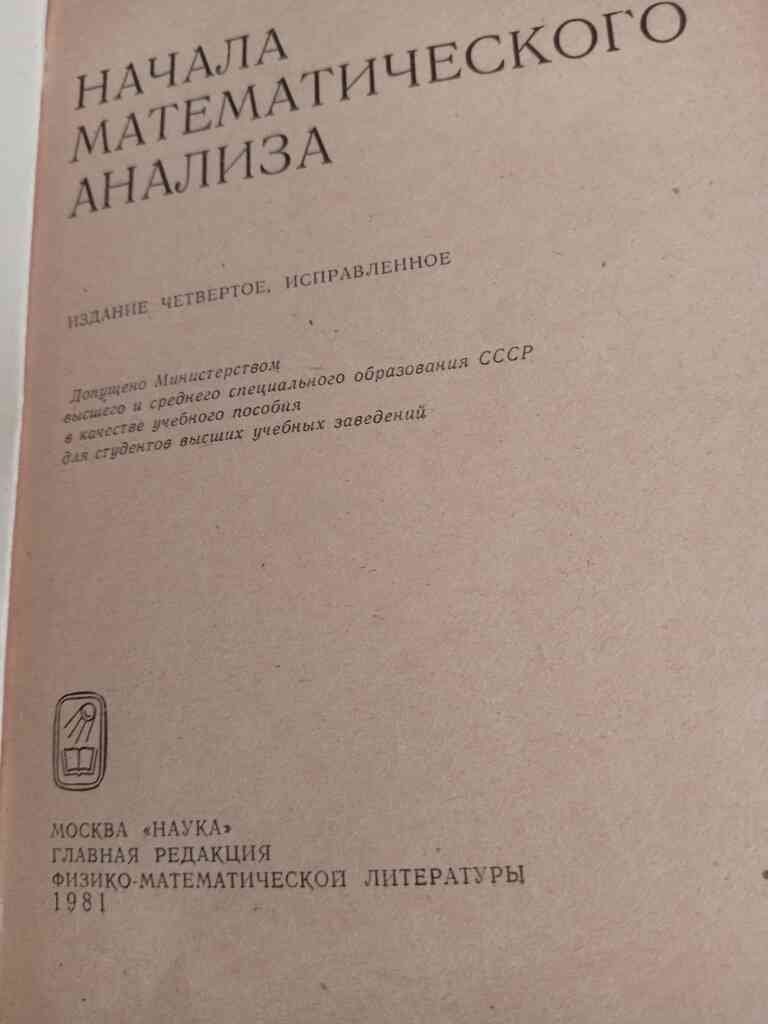 НАЧАЛА
МАТЕМАТИЧЕСКОГО
АНАЛИЗА
ИЗДАНИЕ ЧЕТВЕРТОЕ, ИСПРАВЛЕННОЕ
Допущено Министерством
высшего и среднего специального образования СССР
в качестве учебного пособия
для студентов высших учебных заведений
МОСКВА «НАУКА»
ГЛАВНАЯ РЕДАКЦИЯ
ФИЗИКО-МАТЕМАТИЧЕСКОЙ ЛИТЕРАТУРЫ
1981